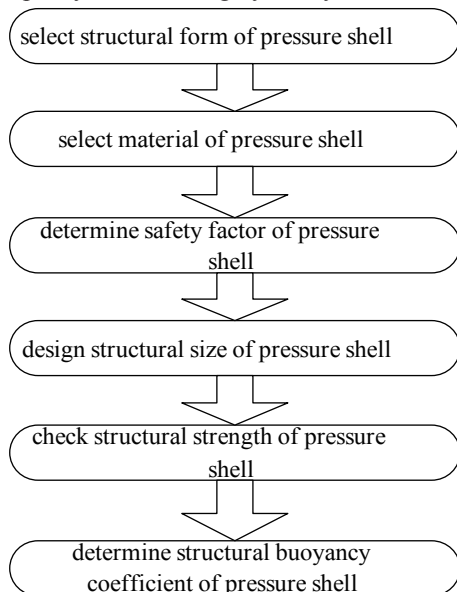 select structural form of pressure shell
select material of pressure shell
determine safety factor of pressure
shell
design structural size of pressure shell
check structural strength of pressure
shell
determine structural buoyancy
coefficient of pressure shell